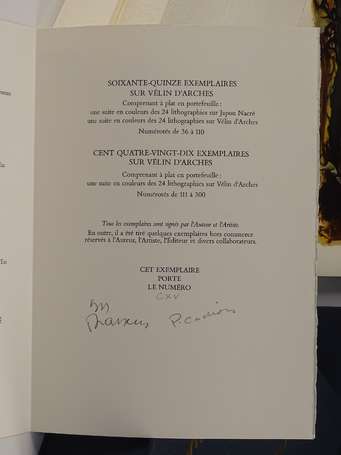 SOIXANTE-QUINZE EXEMPLAIRES
SUR VÉLIN D'ARCHES
Comprenant à plat en portefeuille :
une suite en couleurs des 24 lithographies sur Japon Nacré
une suite en couleurs des 24 lithographies sur Vélin d'Arches
Numérotés de 36 à 110
CENT QUATRE-VINGT-DIX EXEMPLAIRES
SUR VÉLIN D'ARCHES
Comprenant à plat en portefeuille :
une suite en couleurs des 24 lithographies sur Vélin d'Arches
Numérotés de 111 à 300
Tous les exemplaires sont signés par l'Auteur et l'Artiste.
En outre, il a été tiré quelques exemplaires hors commerce
réservés à l'Auteur, l'Artiste, l'Éditeur et divers collaborateurs.
CET EXEMPLAIRE
PORTE
LE NUMÉRO
CXV